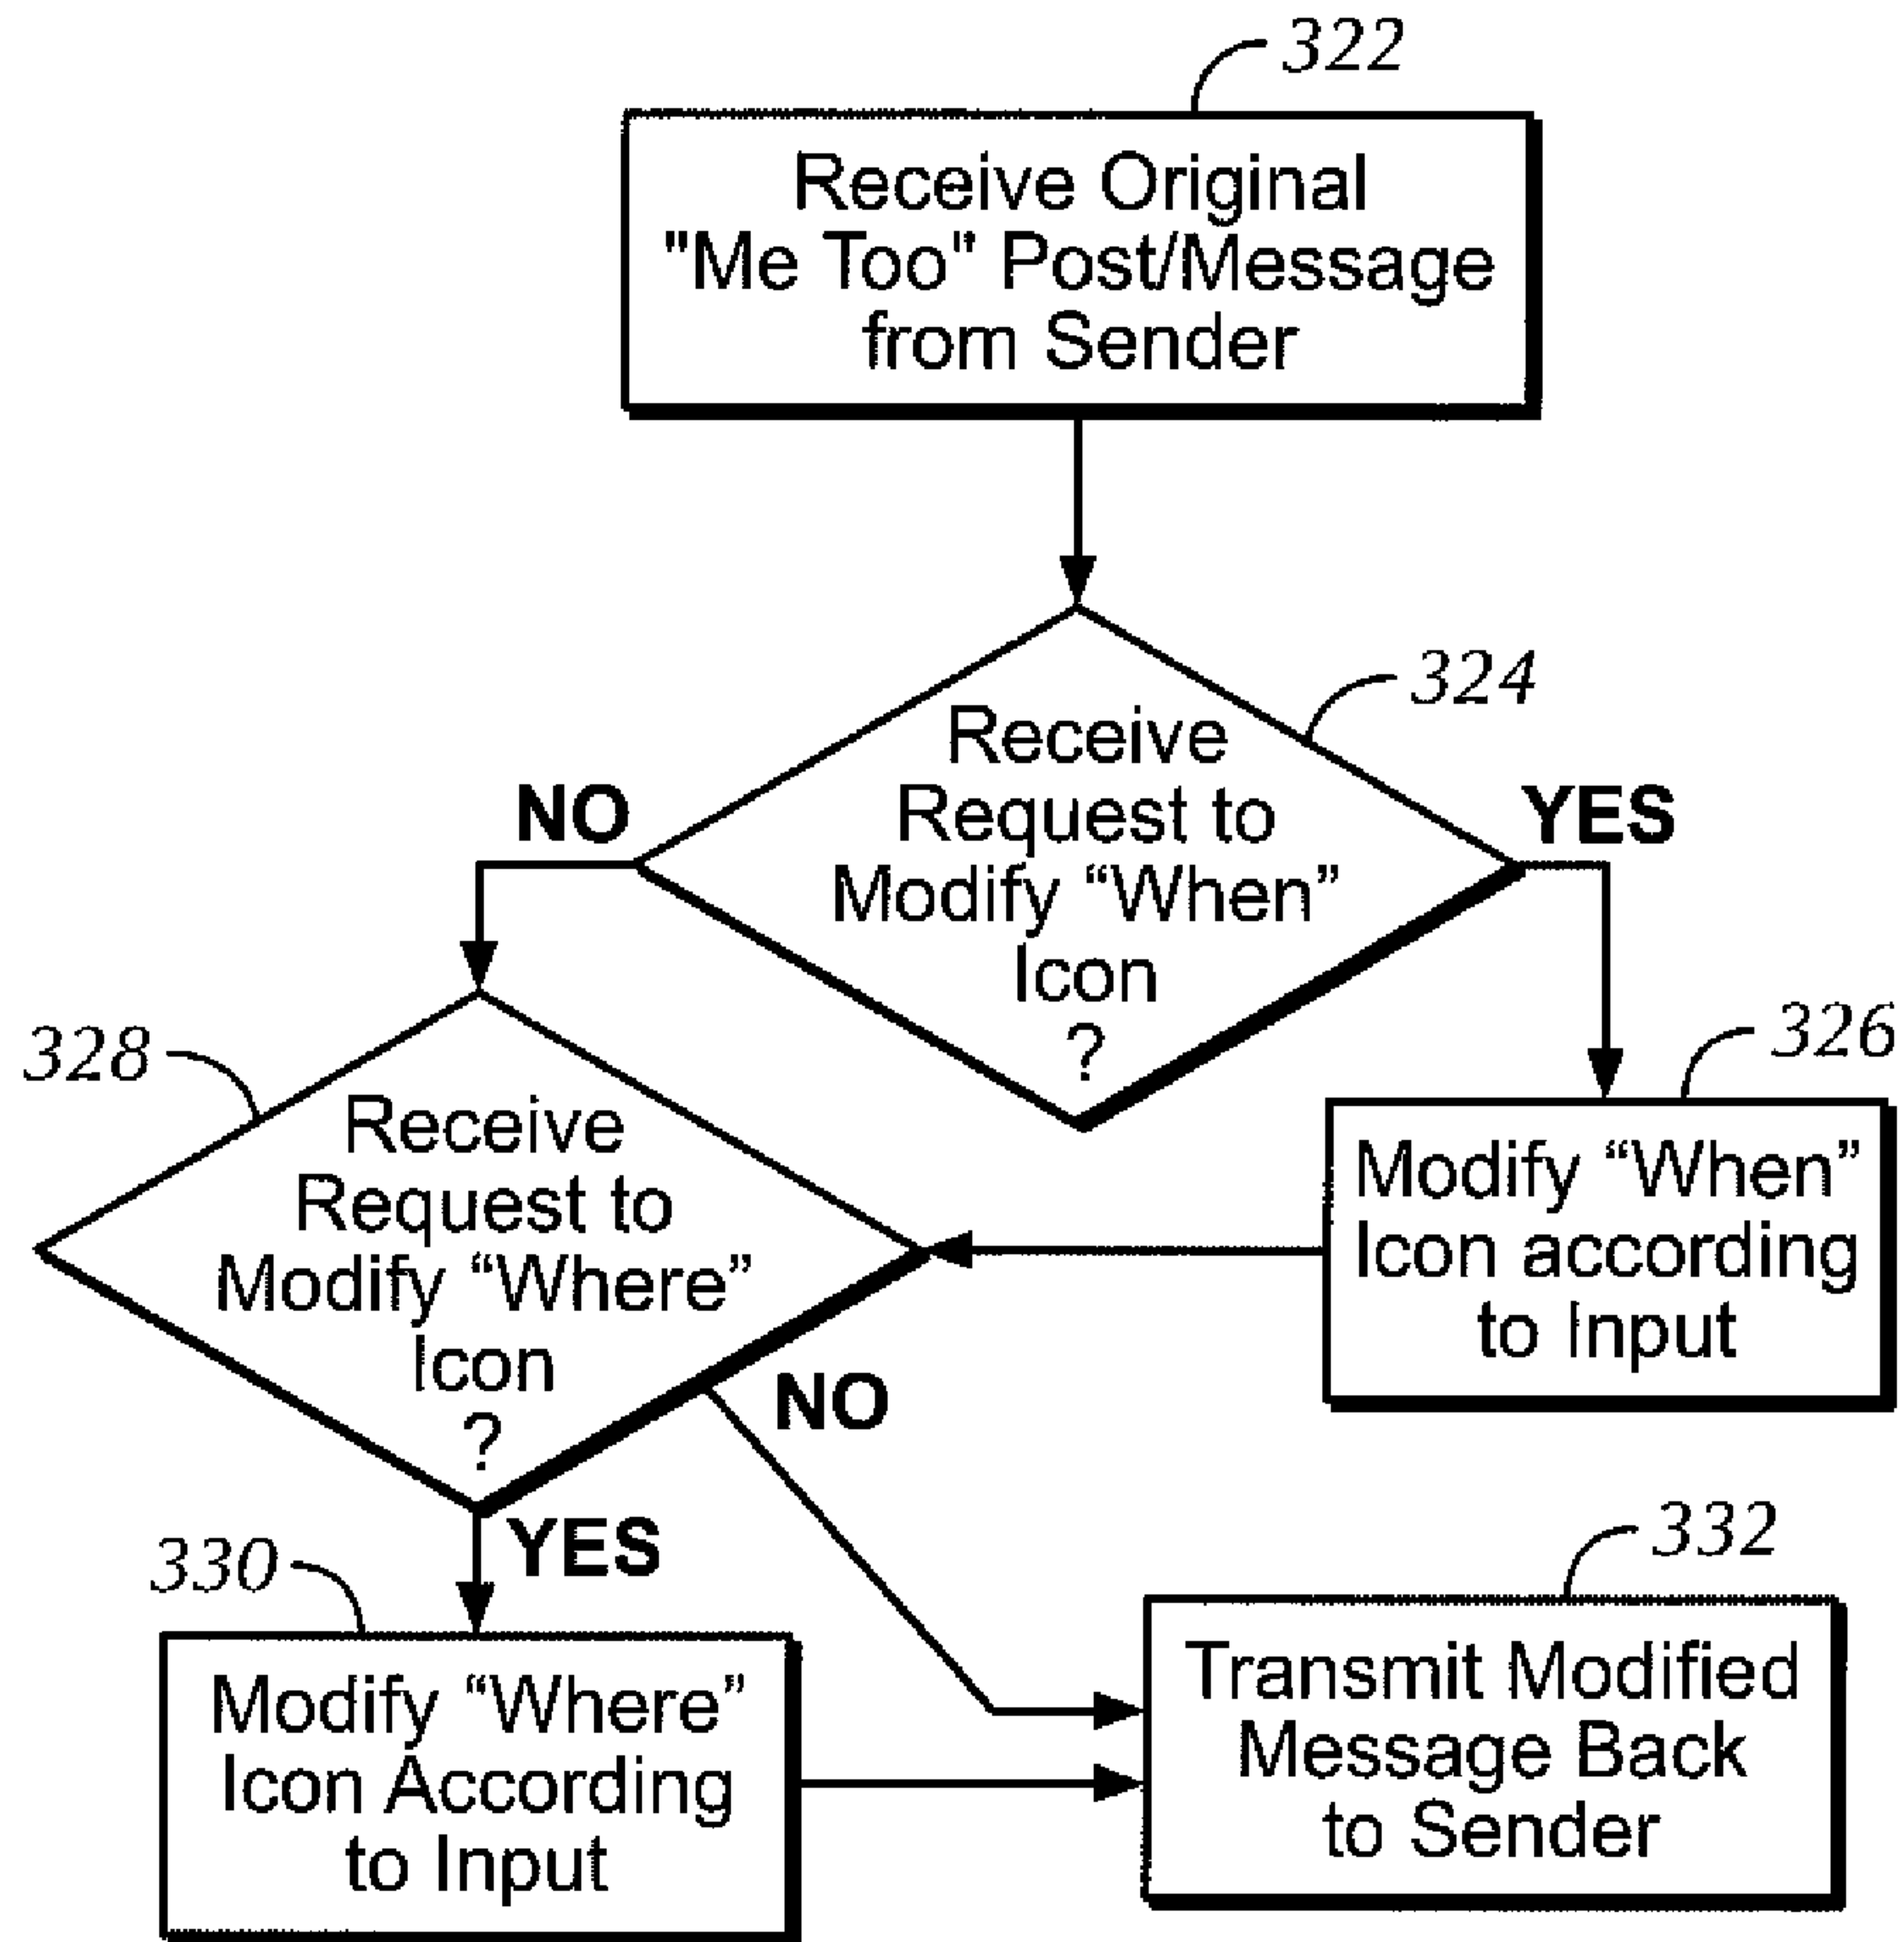 322
Receive Original
"Me Too" Post/Message
from Sender
324
Receive
Request to
Modify “When”
Icon
?
NO
YES
326
Modify “When”
Icon according
to Input
328
Receive
Request to
Modify “Where”
Icon
?
NO
YES
330
Modify “Where”
Icon According
to Input
332
Transmit Modified
Message Back
to Sender